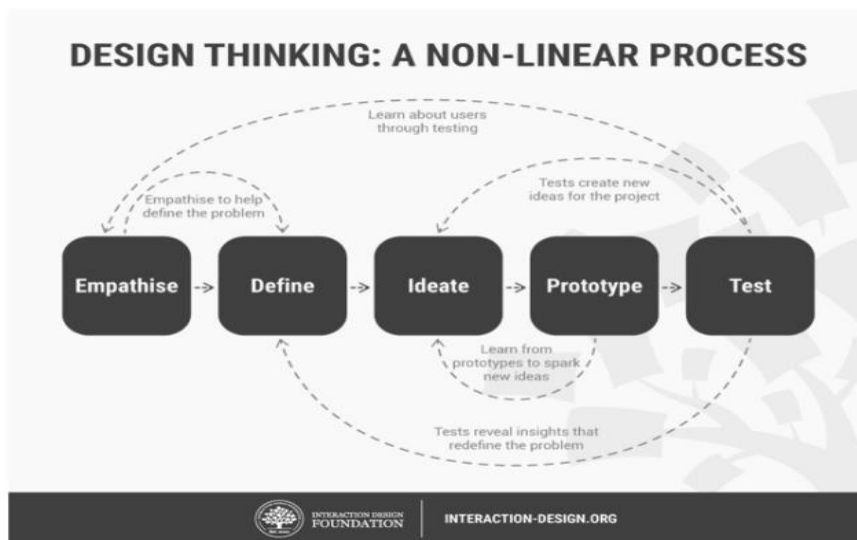 DESIGN THINKING: A NON-LINEAR PROCESS
Learn about users
through testing
Empathise to help
define the problem
Tests create new
ideas for the project
Empathise
Define
Ideate
Prototype
Test
Learn from
prototypes to spark
new ideas
Tests reveal insights that
redefine the problem
INTERACTION DESIGN
FOUNDATION
INTERACTION-DESIGN.ORG